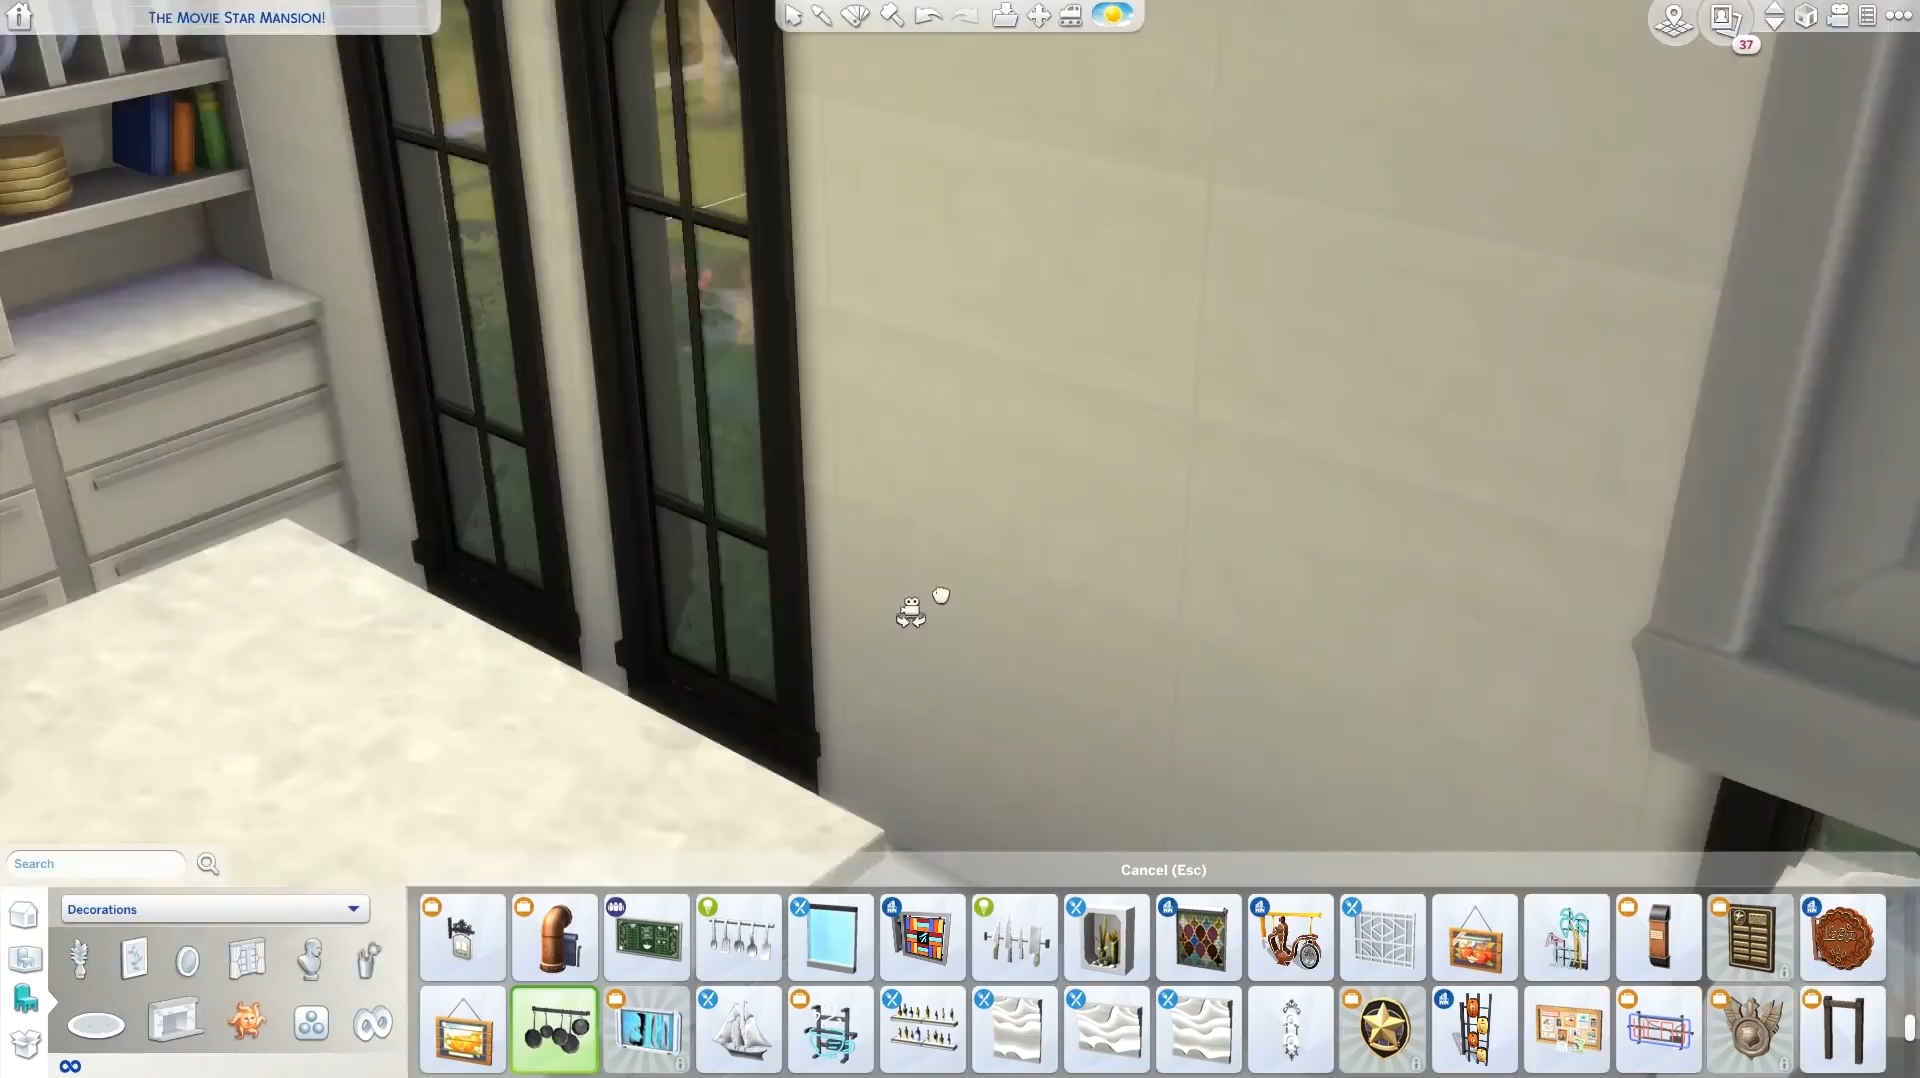 THE MOVIE STAR MANSION!
37
Search
Cancel (Esc)
Decorations